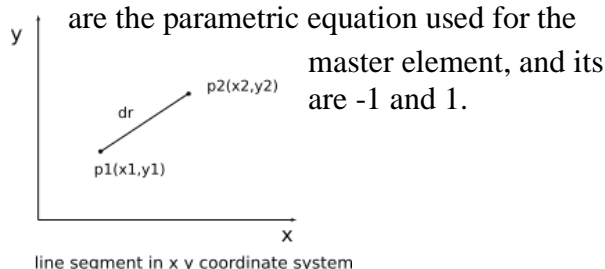 are the parametric equation used for the
y
master element, and its
are -1 and 1.
p2(x2,y2)
dr
p1(x1,y1)
x
line segment in x y coordinate system